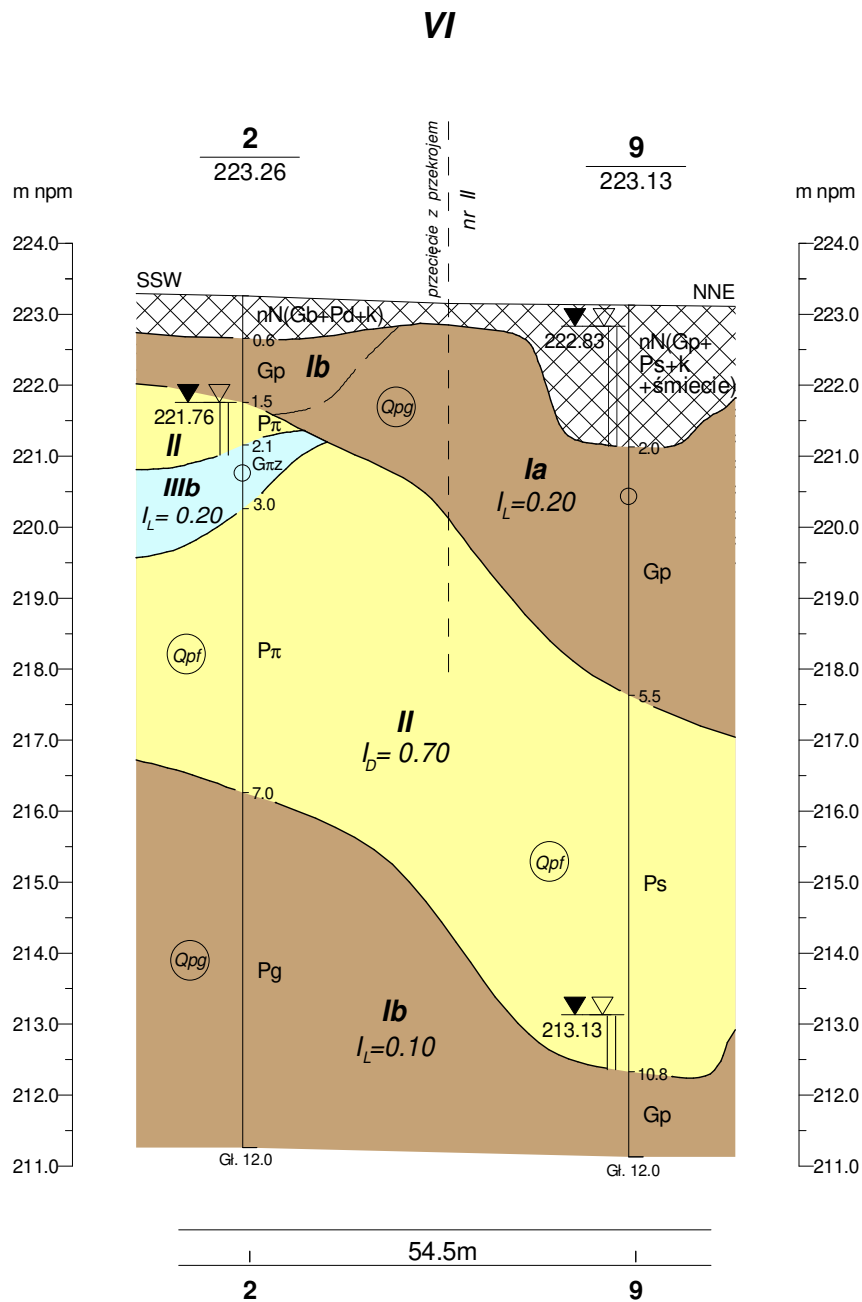 VI
2
223.26
przecięcie z przekrojem
nr II
9
223.13
m npm
m npm
224.0
224.0
SSW
NNE
223.0
223.0
nN(Gb+Pd+k)
0.6
222.83
nN(Gp+
Ps+k
+śmiecie)
Gp
Ib
222.0
222.0
1.5
Qpg
221.76
Pπ
II
2.1
2.0
221.0
221.0
Gπz
IIIb
Ia
I_L= 0.20
I_L=0.20
3.0
220.0
220.0
219.0
219.0
Gp
Qpf
Pπ
218.0
218.0
5.5
II
217.0
217.0
I_D= 0.70
7.0
216.0
216.0
Qpf
215.0
215.0
Ps
214.0
214.0
Qpg
Pg
Ib
213.0
213.0
213.13
I_L=0.10
10.8
212.0
212.0
Gp
211.0
211.0
Gł. 12.0
Gł. 12.0
54.5m
2
9